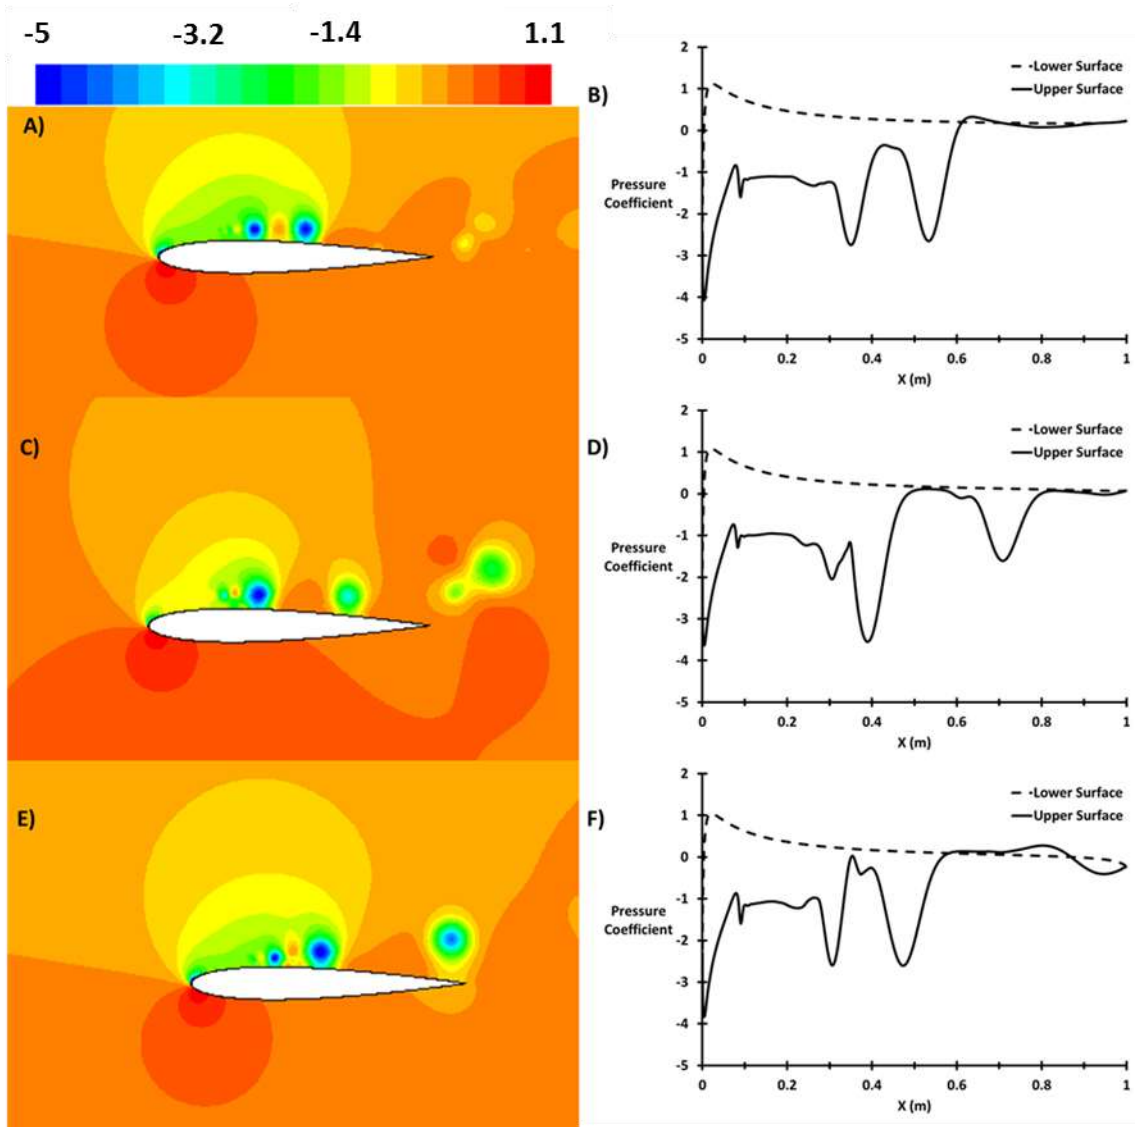 -5 -3.2 -1.4 1.1
A)
B)
2
1
0
-1
-2
-3
-4
-5
Pressure
Coefficient
- -Lower Surface
Upper Surface
0 0.2 0.4 0.6 0.8 1
X (m)
C)
D)
2
1
0
-1
-2
-3
-4
-5
Pressure
Coefficient
- -Lower Surface
Upper Surface
0 0.2 0.4 0.6 0.8 1
X (m)
E)
F)
2
1
0
-1
-2
-3
-4
-5
Pressure
Coefficient
- -Lower Surface
Upper Surface
0 0.2 0.4 0.6 0.8 1
X (m)